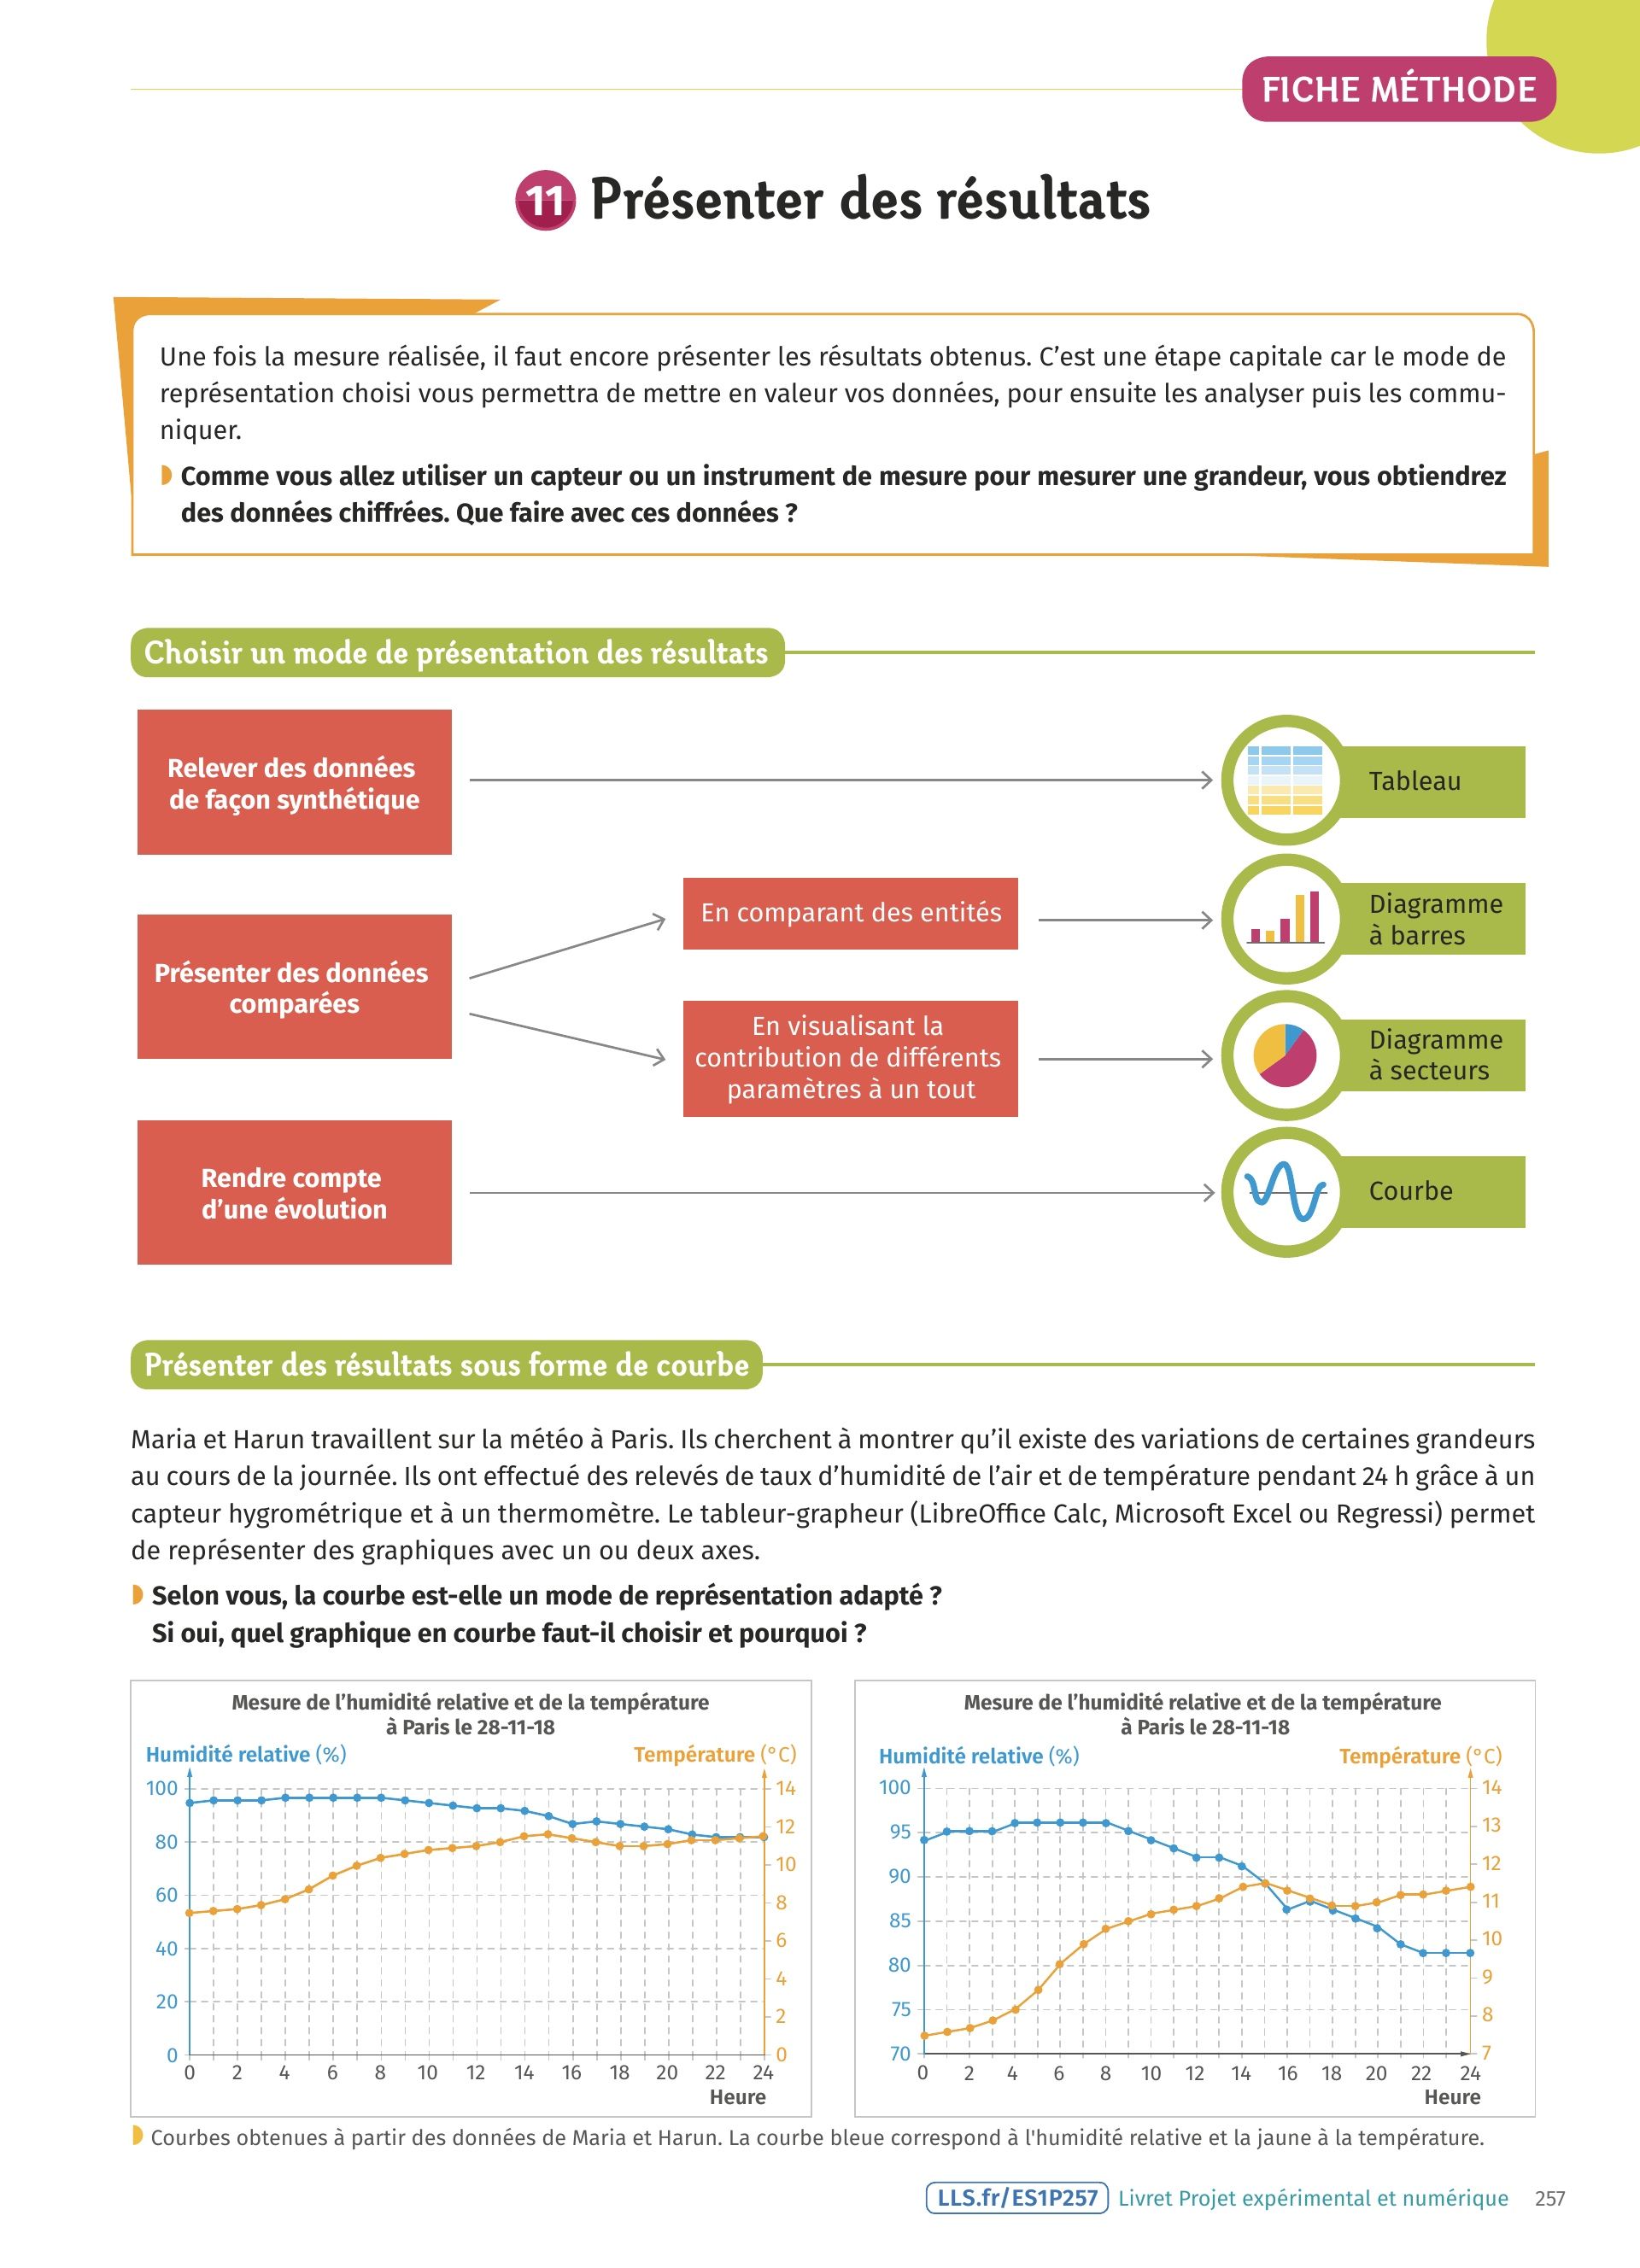 FICHE MÉTHODE
11 Présenter des résultats
Une fois la mesure réalisée, il faut encore présenter les résultats obtenus. C’est une étape capitale car le mode de
représentation choisi vous permettra de mettre en valeur vos données, pour ensuite les analyser puis les commu-
niquer.
Comme vous allez utiliser un capteur ou un instrument de mesure pour mesurer une grandeur, vous obtiendrez
des données chiffrées. Que faire avec ces données ?
Choisir un mode de présentation des résultats
Relever des données
de façon synthétique
Tableau
Présenter des données
comparées
En comparant des entités
Diagramme
à barres
En visualisant la
contribution de différents
paramètres à un tout
Diagramme
à secteurs
Rendre compte
d’une évolution
Courbe
Présenter des résultats sous forme de courbe
Maria et Harun travaillent sur la météo à Paris. Ils cherchent à montrer qu’il existe des variations de certaines grandeurs
au cours de la journée. Ils ont effectué des relevés de taux d’humidité de l’air et de température pendant 24 h grâce à un
capteur hygrométrique et à un thermomètre. Le tableur-grapheur (LibreOffice Calc, Microsoft Excel ou Regressi) permet
de représenter des graphiques avec un ou deux axes.
Selon vous, la courbe est-elle un mode de représentation adapté ?
Si oui, quel graphique en courbe faut-il choisir et pourquoi ?
Mesure de l’humidité relative et de la température
à Paris le 28-11-18
Humidité relative (%)
Température (°C)
100
80
60
40
20
0
14
12
10
8
6
4
2
0
0 2 4 6 8 10 12 14 16 18 20 22 24
Heure
Mesure de l’humidité relative et de la température
à Paris le 28-11-18
Humidité relative (%)
Température (°C)
100
95
90
85
80
75
70
14
13
12
11
10
9
8
7
0 2 4 6 8 10 12 14 16 18 20 22 24
Heure
Courbes obtenues à partir des données de Maria et Harun. La courbe bleue correspond à l'humidité relative et la jaune à la température.
LLS.fr/ES1P257 Livret Projet expérimental et numérique 257